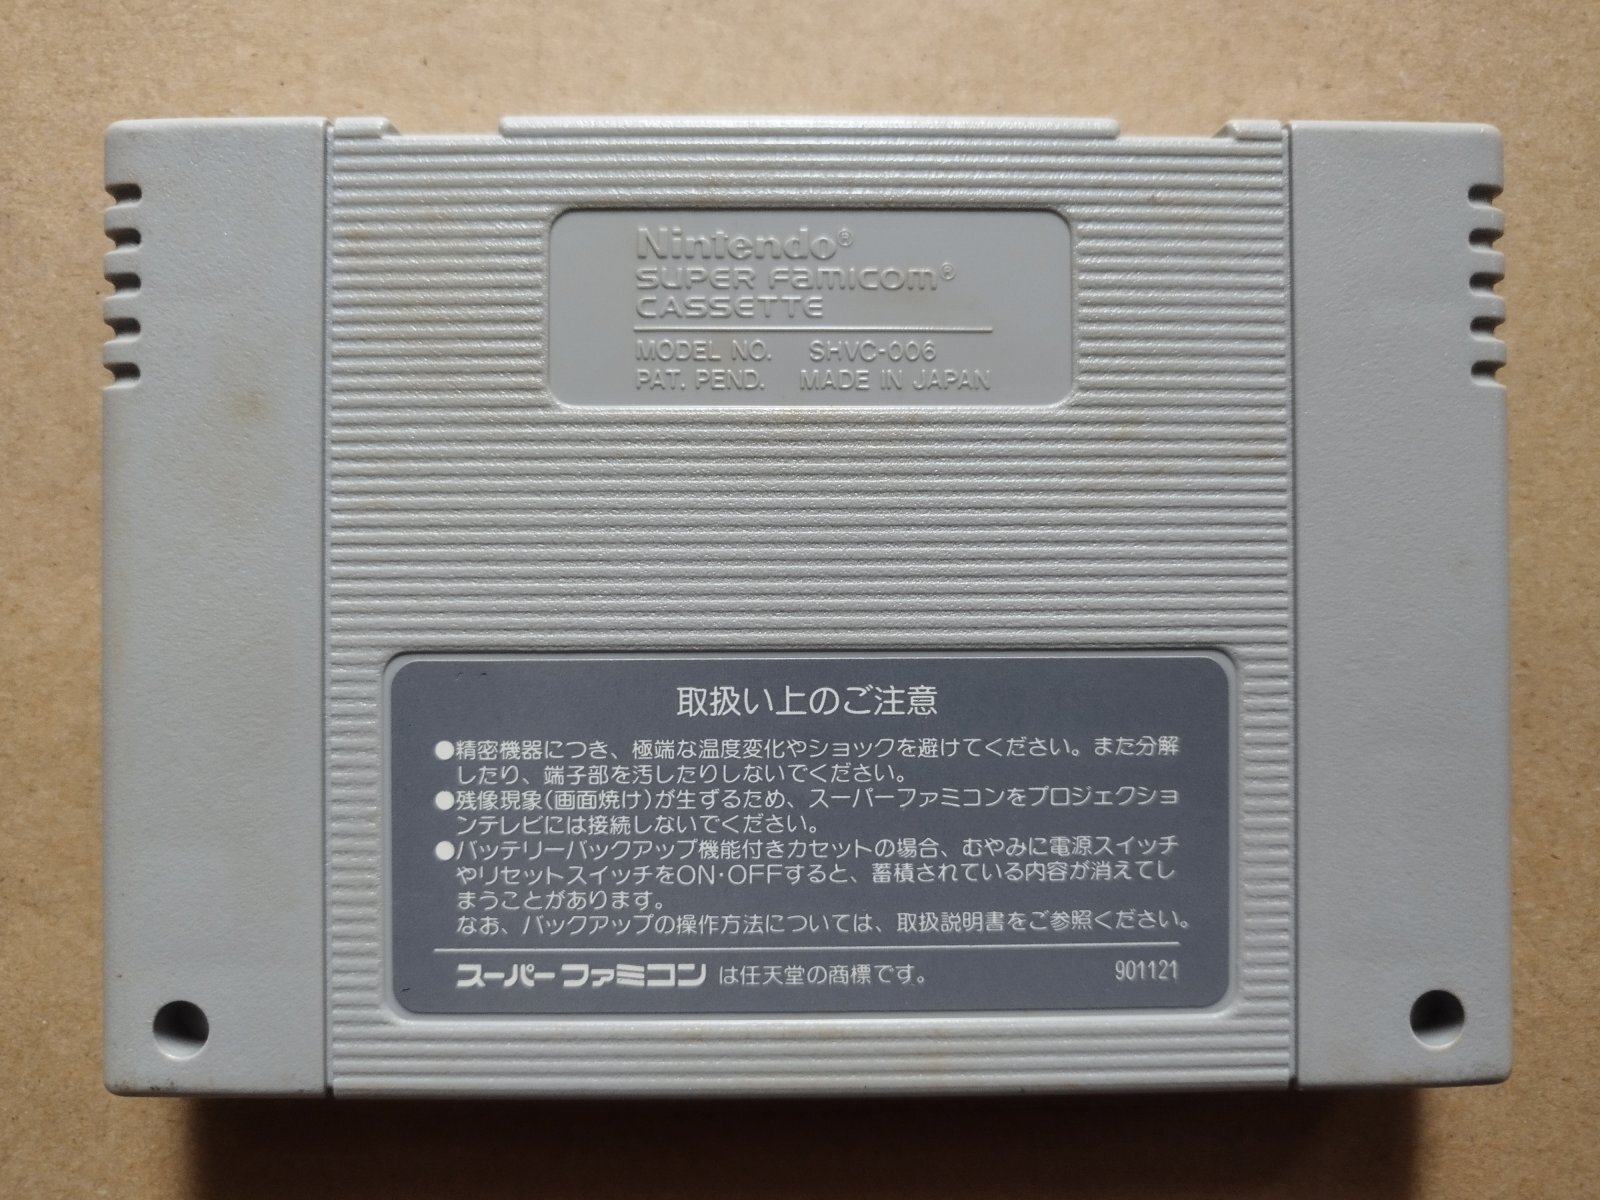 Nintendo®
SUPER FAMICOM®
CASSETTE
MODEL NO. SHVC-006
PAT. PEND. MADE IN JAPAN
取扱い上のご注意
●精密機器につき、極端な温度変化やショックを避けてください。また分解
したり、端子部を汚したりしないでください。
●残像現象(画面焼け)が生ずるため、スーパーファミコンをプロジェクショ
ンテレビには接続しないでください。
●バッテリーバックアップ機能付きカセットの場合、むやみに電源スイッチ
やリセットスイッチをON・OFFすると、蓄積されている内容が消えてし
まうことがあります。
なお、バックアップの操作方法については、取扱説明書をご参照ください。
スーパーファミコン は任天堂の商標です。 901121